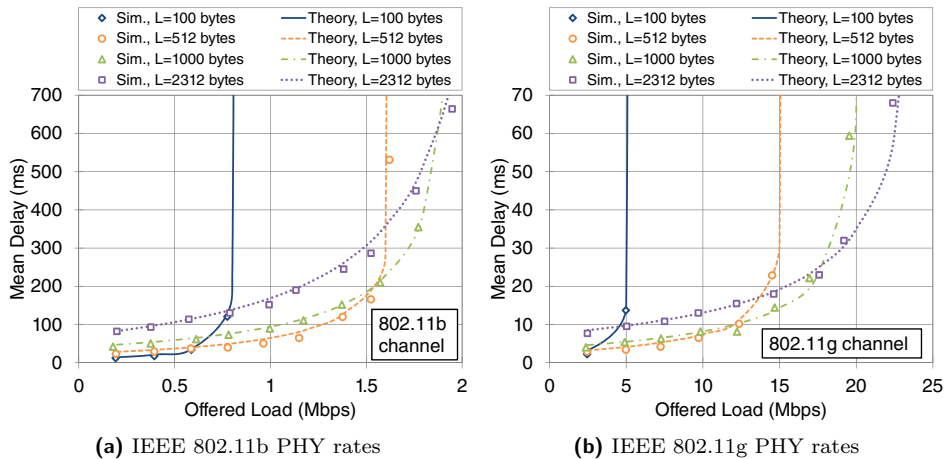 Sim., L=100 bytes Theory, L=100 bytes
Sim., L=512 bytes Theory, L=512 bytes
Sim., L=1000 bytes Theory, L=1000 bytes
Sim., L=2312 bytes Theory, L=2312 bytes
700
600
500
400
300
200
100
0
Mean Delay (ms)
802.11b
channel
0 0.5 1 1.5 2
Offered Load (Mbps)
(a) IEEE 802.11b PHY rates
Sim., L=100 bytes Theory, L=100 bytes
Sim., L=512 bytes Theory, L=512 bytes
Sim., L=1000 bytes Theory, L=1000 bytes
Sim., L=2312 bytes Theory, L=2312 bytes
70
60
50
40
30
20
10
0
Mean Delay (ms)
802.11g channel
0 5 10 15 20 25
Offered Load (Mbps)
(b) IEEE 802.11g PHY rates